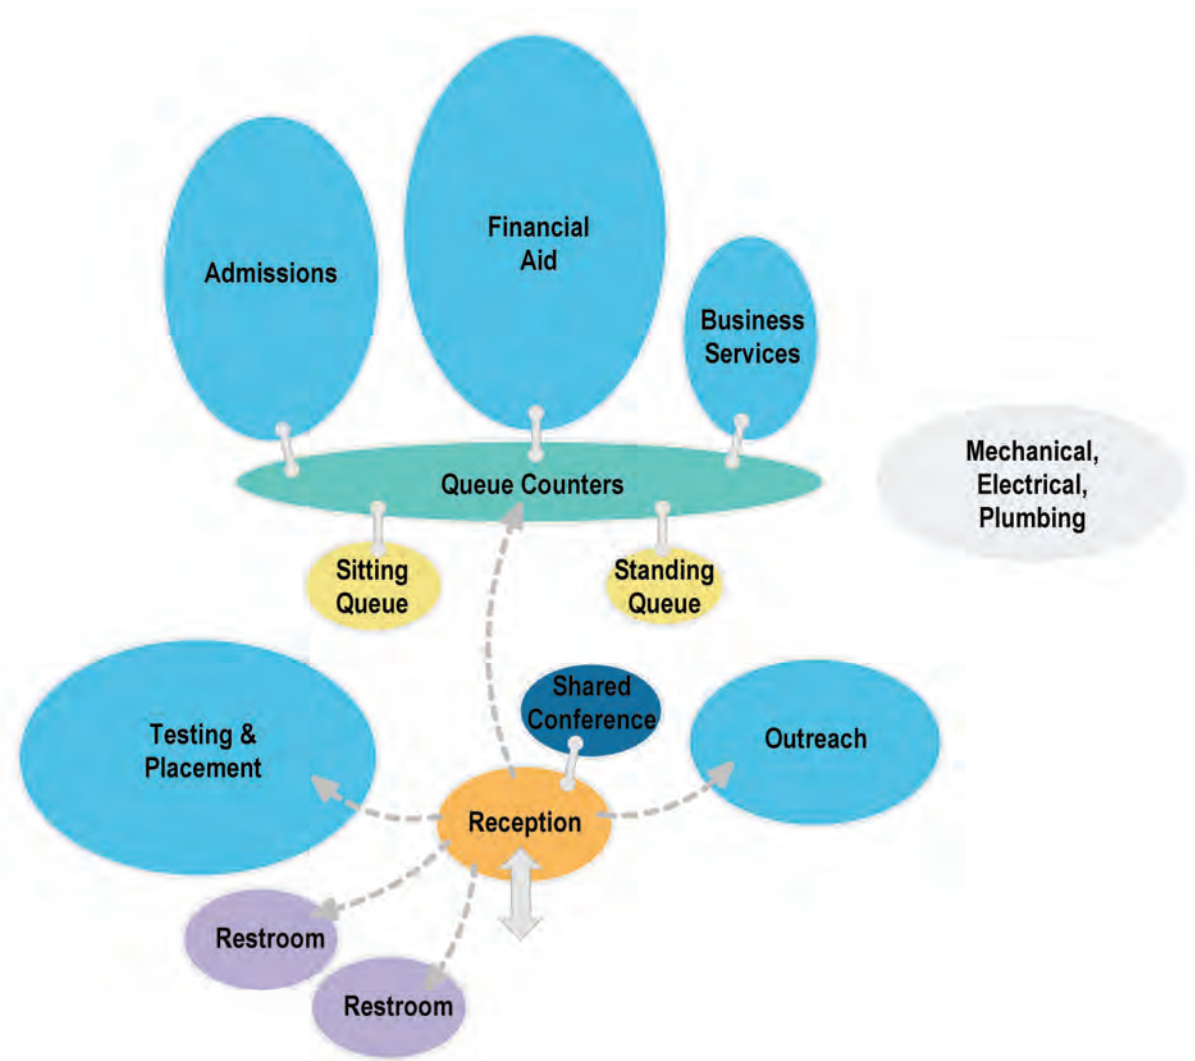 Financial
Aid
Admissions
Business
Services
Mechanical,
Electrical,
Plumbing
Queue Counters
Sitting
Queue
Standing
Queue
Shared
Conference
Testing &
Placement
Outreach
Reception
Restroom
Restroom